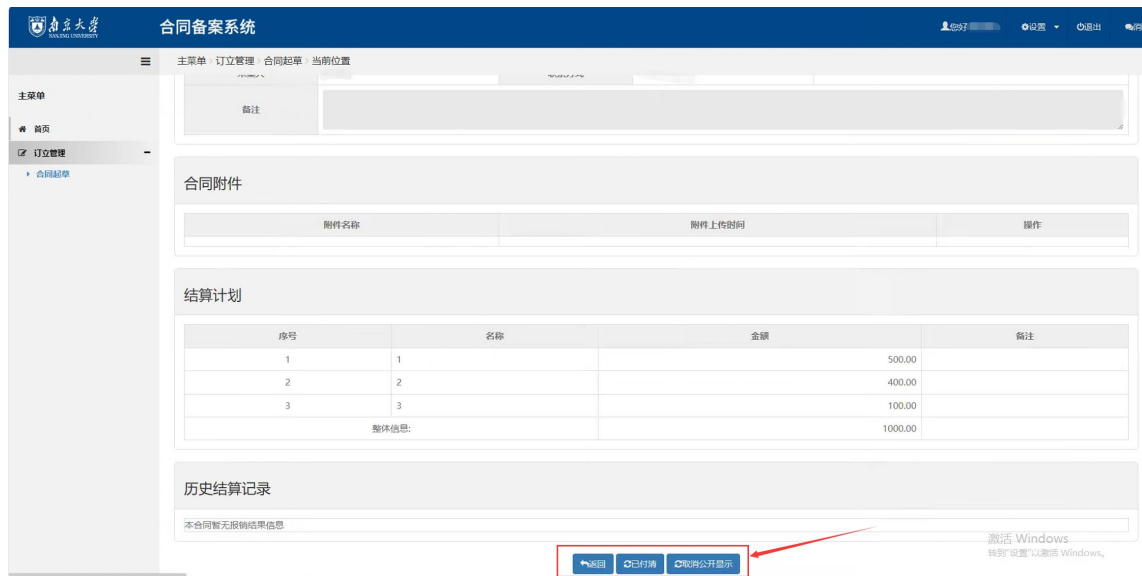 南京大学
NANJING UNIVERSITY
合同备案系统
您好
设置
退出
主菜单 订立管理 合同起草 当前位置
主菜单
备注
首页
订立管理
合同起草
合同附件
附件名称 附件上传时间 操作
结算计划
序号 名称 金额 备注
1 1 500.00
2 2 400.00
3 3 100.00
整体信息: 1000.00
历史结算记录
本合同暂无报销结果信息
激活 Windows
转到"设置"以激活 Windows。
返回 已付清 取消公开显示